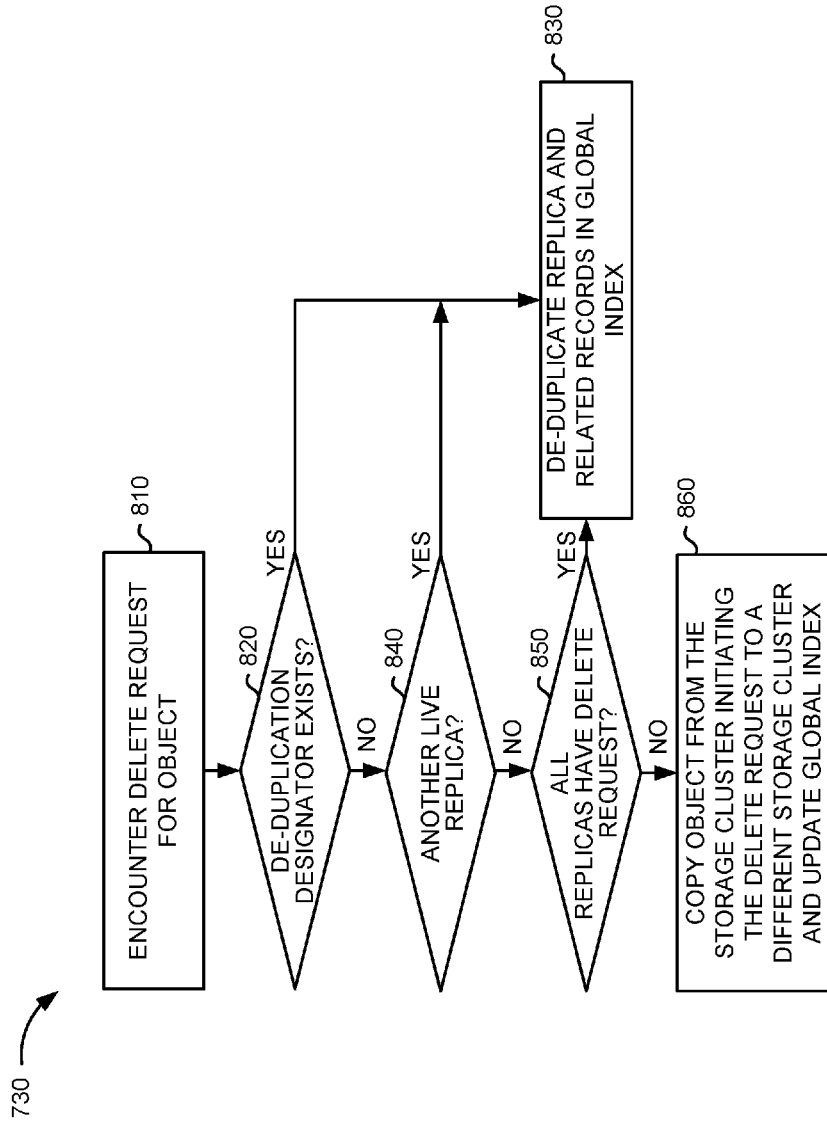 730
ENCOUNTER DELETE REQUEST
FOR OBJECT
810
DE-DUPLICATION
DESIGNATOR EXISTS?
820
YES
NO
ANOTHER LIVE
REPLICA?
840
YES
NO
ALL
REPLICAS HAVE DELETE
REQUEST?
850
YES
NO
DE-DUPLICATE REPLICA AND
RELATED RECORDS IN GLOBAL
INDEX
830
COPY OBJECT FROM THE
STORAGE CLUSTER INITIATING
THE DELETE REQUEST TO A
DIFFERENT STORAGE CLUSTER
AND UPDATE GLOBAL INDEX
860